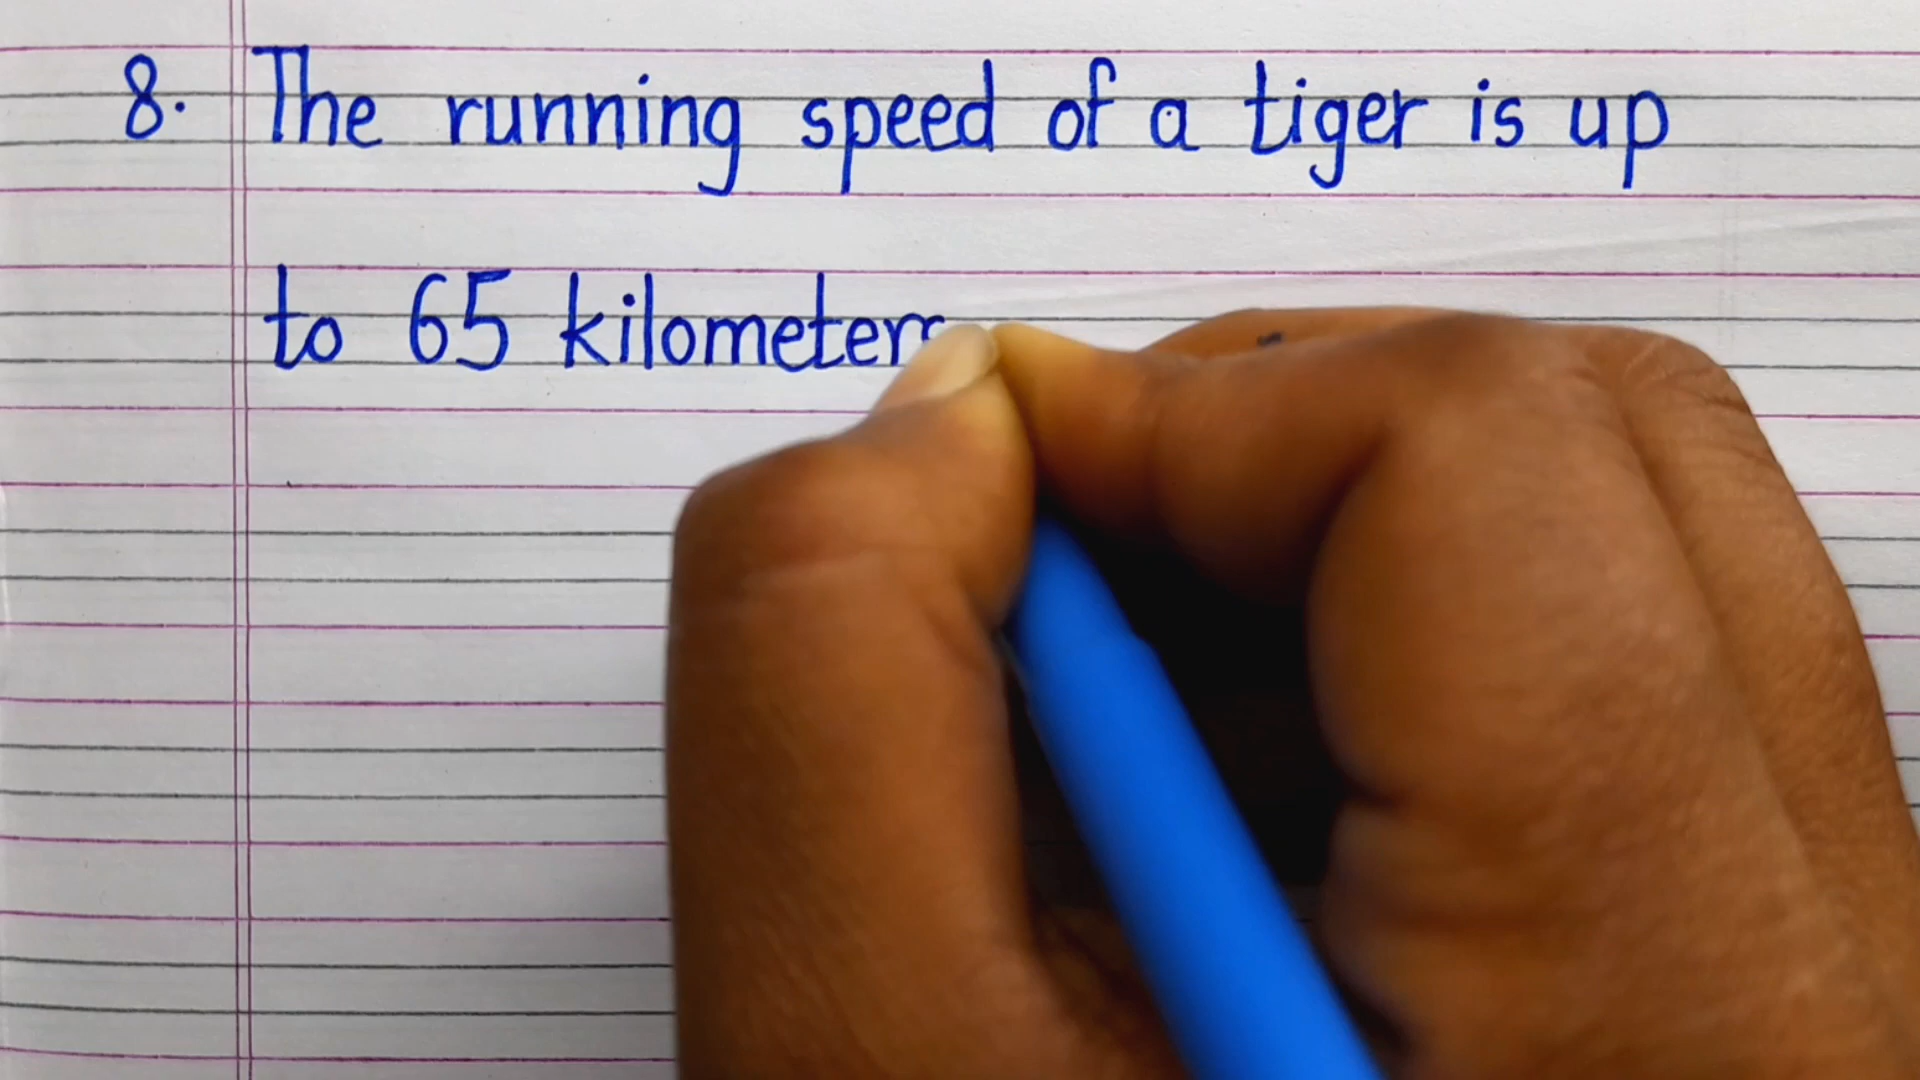 8. The running speed of a tiger is up
to 65 kilometers